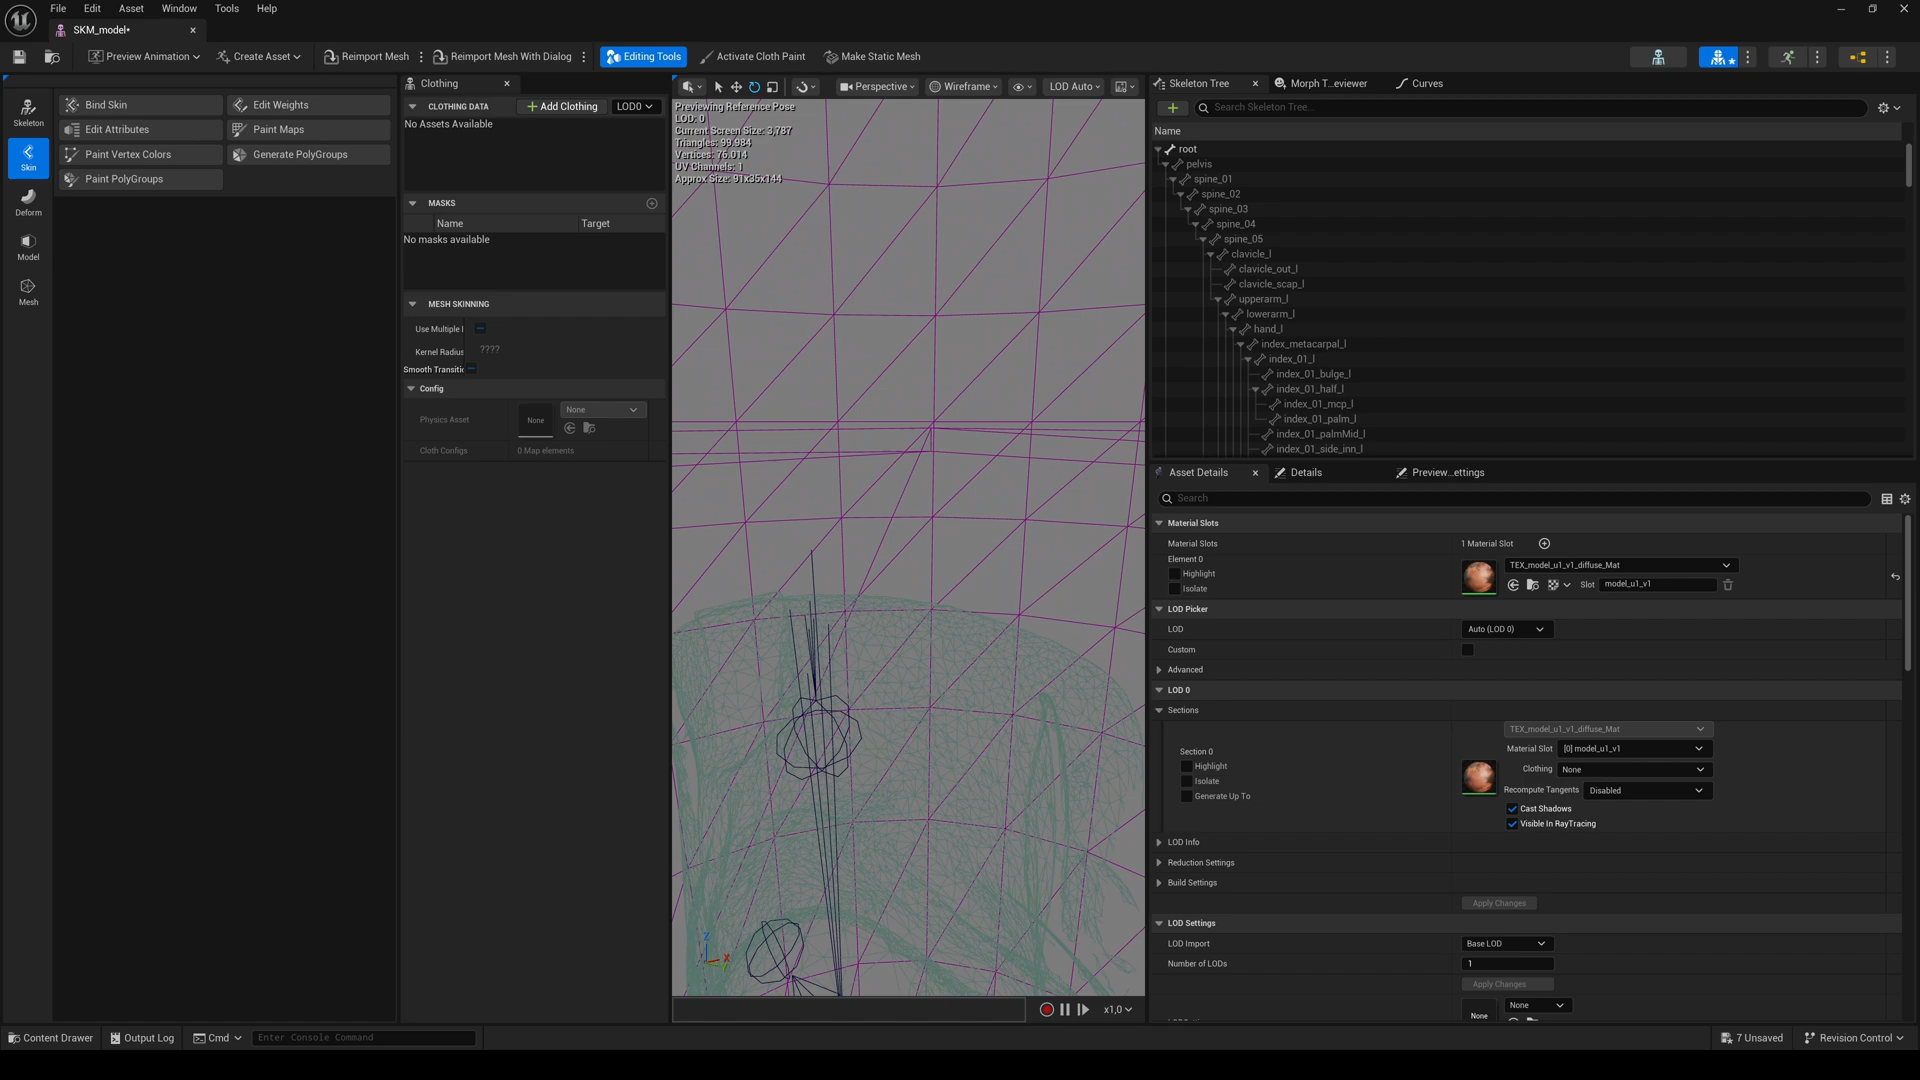 File Edit Asset Window Tools Help
SKM_model•
Preview Animation Create Asset Reimport Mesh Reimport Mesh With Dialog Editing Tools Activate Cloth Paint Make Static Mesh
Skeleton
Skin
Deform
Model
Mesh
Bind Skin Edit Weights
Edit Attributes Paint Maps
Paint Vertex Colors Generate PolyGroups
Paint PolyGroups
Clothing
CLOTHING DATA Add Clothing LOD0
No Assets Available
MASKS
Name Target
No masks available
MESH SKINNING
Use Multiple I
Kernel Radius ????
Smooth Transitic
Config
Physics Asset None None
Cloth Configs 0 Map elements
Perspective Wireframe LOD Auto
Previewing Reference Pose
LOD: 0
Current Screen Size: 3,787
Triangles: 99.984
Vertices: 76.014
UV Channels: 1
Approx Size: 91x35x144
Z
X
x1,0
Skeleton Tree Morph T...eviewer Curves
Search Skeleton Tree...
Name
root
pelvis
spine_01
spine_02
spine_03
spine_04
spine_05
clavicle_l
clavicle_out_l
clavicle_scap_l
upperarm_l
lowerarm_l
hand_l
index_metacarpal_l
index_01_l
index_01_bulge_l
index_01_half_l
index_01_mcp_l
index_01_palm_l
index_01_palmMid_l
index_01_side_inn_l
Asset Details Details Preview...ettings
Search
Material Slots
Material Slots 1 Material Slot
Element 0
Highlight
Isolate
TEX_model_u1_v1_diffuse_Mat
Slot model_u1_v1
LOD Picker
LOD Auto (LOD 0)
Custom
Advanced
LOD 0
Sections
Section 0
Highlight
Isolate
Generate Up To
TEX_model_u1_v1_diffuse_Mat
Material Slot [0] model_u1_v1
Clothing None
Recompute Tangents Disabled
Cast Shadows
Visible In RayTracing
LOD Info
Reduction Settings
Build Settings
Apply Changes
LOD Settings
LOD Import Base LOD
Number of LODs 1
Apply Changes
None None
Content Drawer Output Log Cmd Enter Console Command 7 Unsaved Revision Control